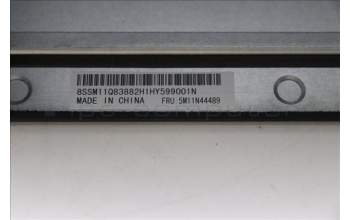 8SSM11Q83882H1HY599001N
MADE IN CHINA FRU 5M11N44489